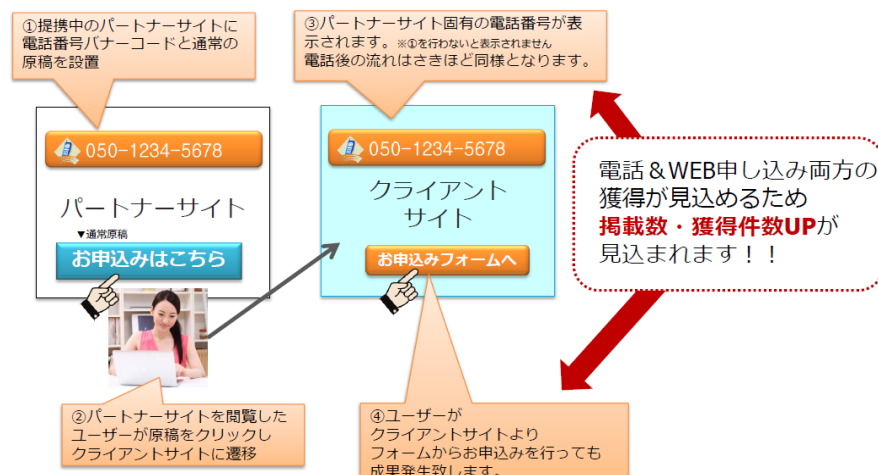 ①提携中のパートナーサイトに
電話番号バナーコードと通常の
原稿を設置
③パートナーサイト固有の電話番号が表
示されます。※①を行わないと表示されません
電話後の流れはさきほど同様となります。
050-1234-5678
パートナーサイト
▼通常原稿
お申込みはこちら
050-1234-5678
クライアント
サイト
お申込みフォームへ
電話&WEB申し込み両方の
獲得が見込めるため
掲載数・獲得件数UPが
見込まれます!!
②パートナーサイトを閲覧した
ユーザーが原稿をクリックし
クライアントサイトに遷移
④ユーザーが
クライアントサイトより
フォームからお申込みを行っても
成果発生致します。